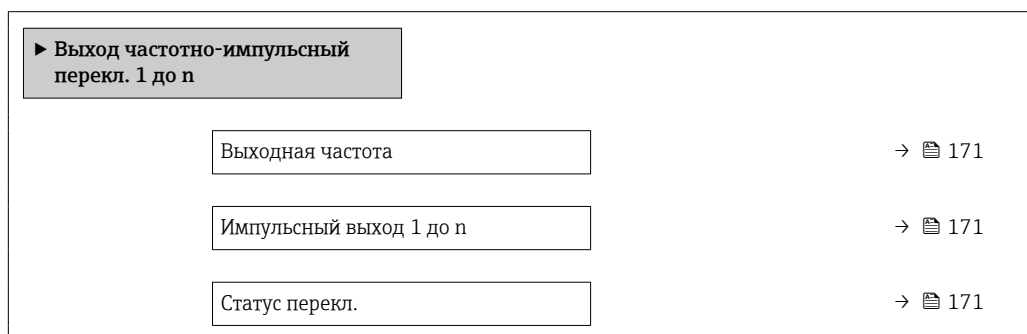 ▶ Выход частотно-импульсный
перекл. 1 до n
Выходная частота → 171
Импульсный выход 1 до n → 171
Статус перекл. → 171